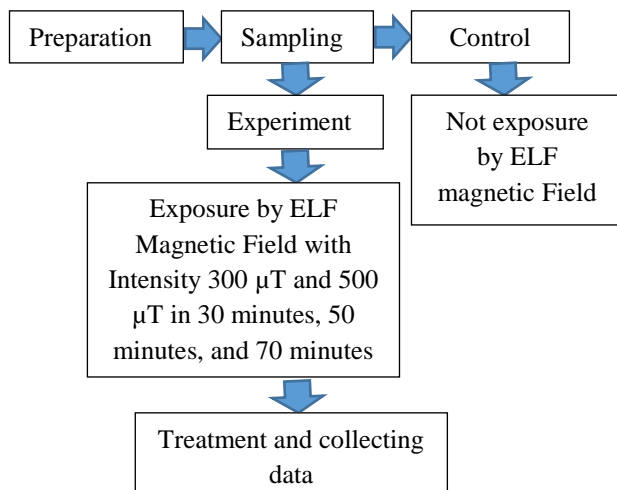 Preparation
Sampling
Control
Experiment
Not exposure
by ELF
magnetic Field
Exposure by ELF
Magnetic Field with
Intensity 300 µT and 500
µT in 30 minutes, 50
minutes, and 70 minutes
Treatment and collecting
data